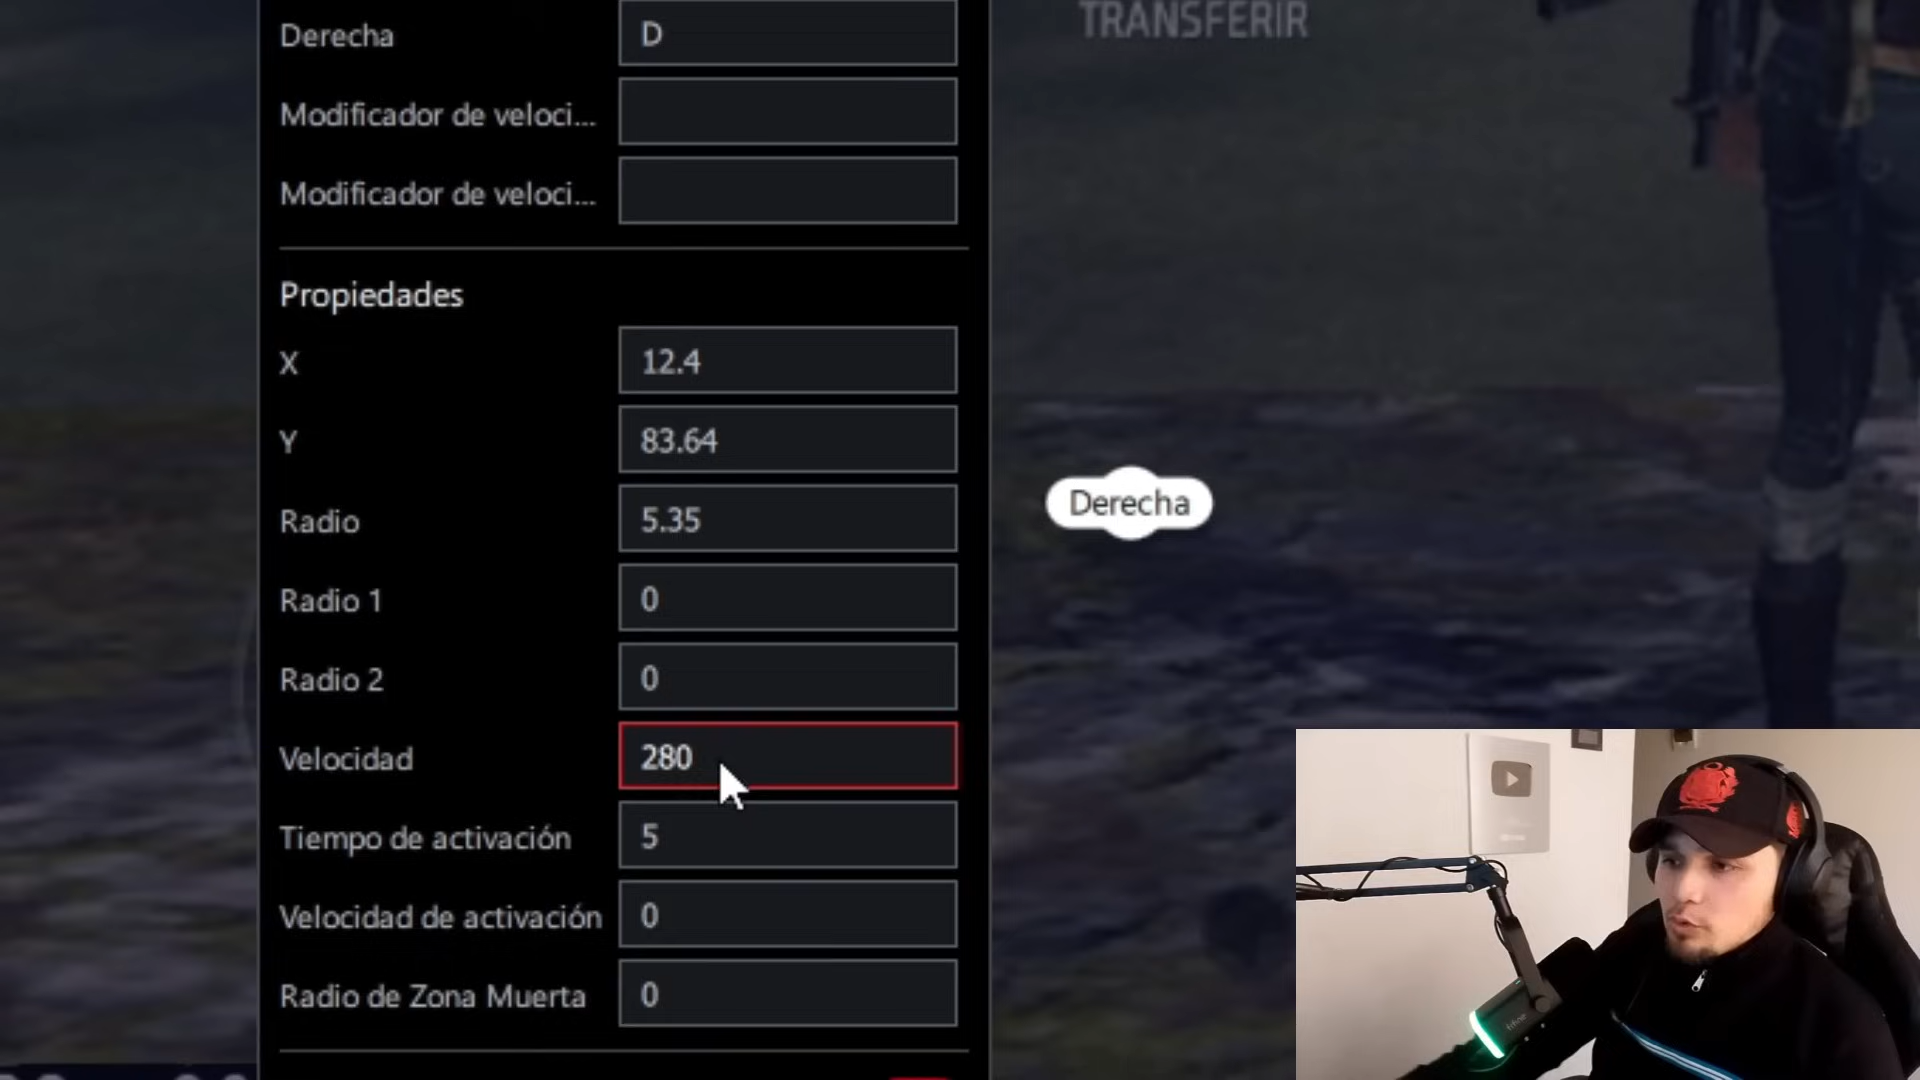 TRANSFERIR
Derecha D
Modificador de veloci...
Modificador de veloci...
Propiedades
X 12.4
Y 83.64
Radio 5.35
Derecha
Radio 1 0
Radio 2 0
Velocidad 280
Tiempo de activación 5
Velocidad de activación 0
Radio de Zona Muerta 0